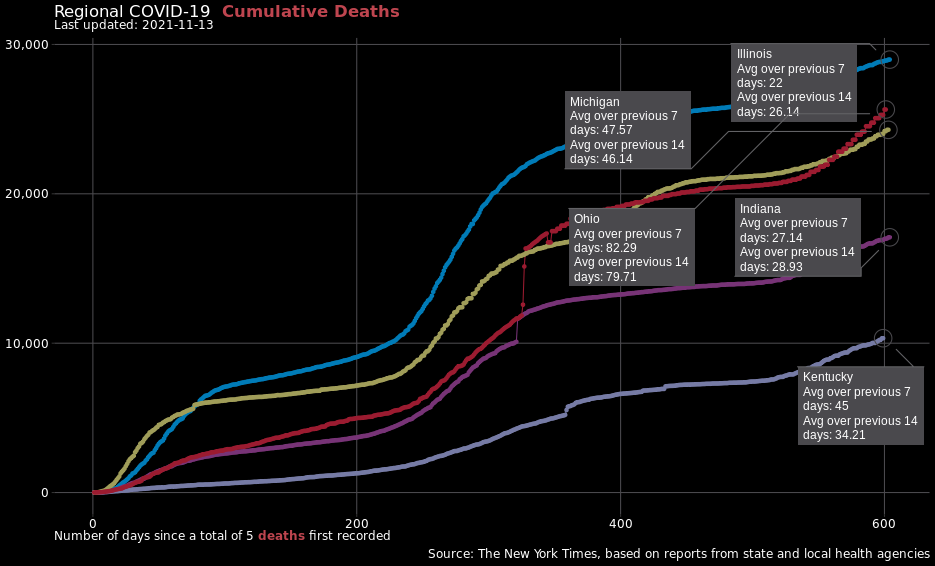 Regional COVID-19 Cumulative Deaths
Last updated: 2021-11-13
30,000
20,000
10,000
0
Illinois
Avg over previous 7
days: 22
Avg over previous 14
days: 26.14
Michigan
Avg over previous 7
days: 47.57
Avg over previous 14
days: 46.14
Ohio
Avg over previous 7
days: 82.29
Avg over previous 14
days: 79.71
Indiana
Avg over previous 7
days: 27.14
Avg over previous 14
days: 28.93
Kentucky
Avg over previous 7
days: 45
Avg over previous 14
days: 34.21
0 200 400 600
Number of days since a total of 5 deaths first recorded
Source: The New York Times, based on reports from state and local health agencies